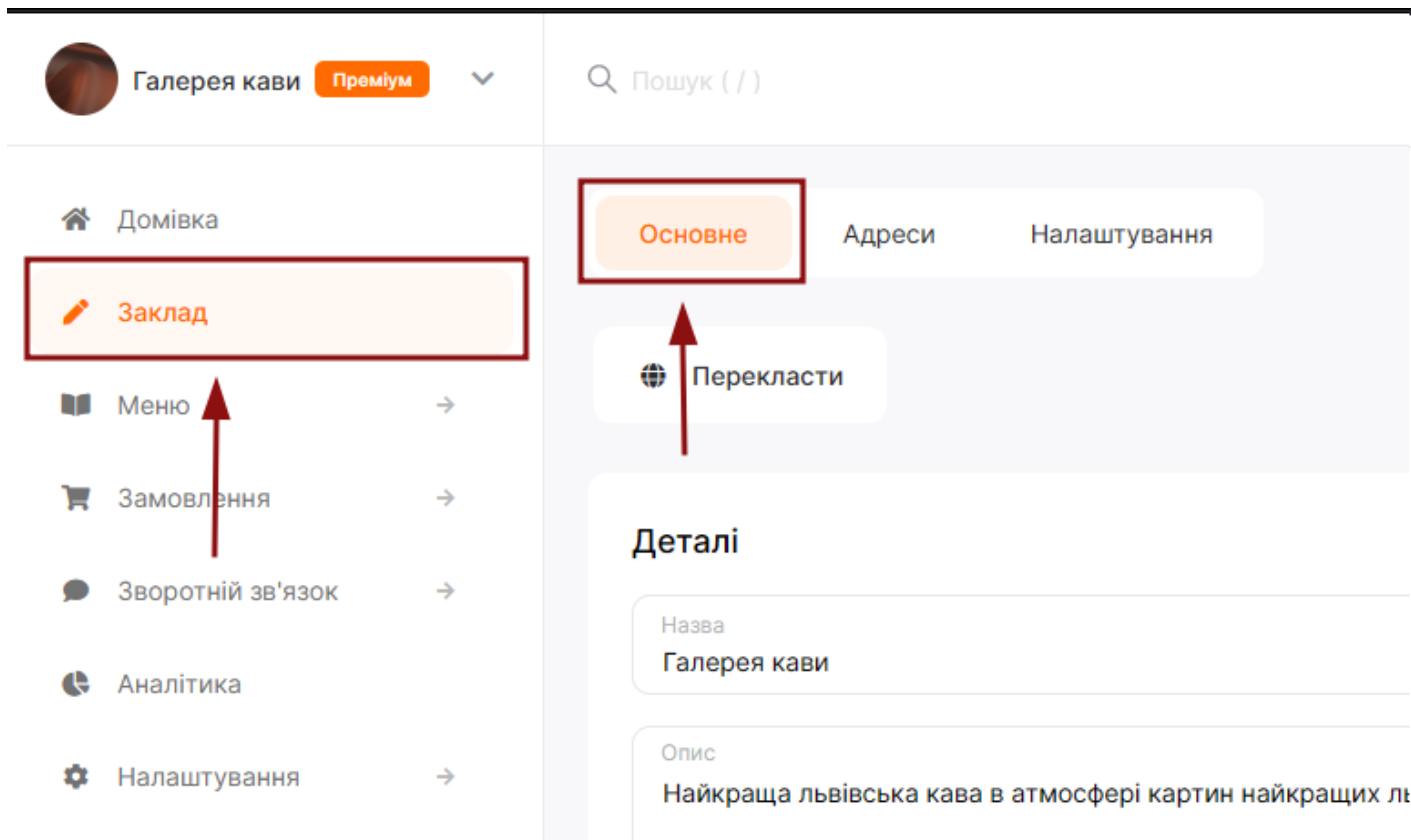 Галерея кави Преміум
Пошук ( / )
Домівка
Заклад
Меню
Замовлення
Зворотній зв'язок
Аналітика
Налаштування
Основне Адреси Налаштування
Перекласти
Деталі
Назва
Галерея кави
Опис
Найкраща львівська кава в атмосфері картин найкращих